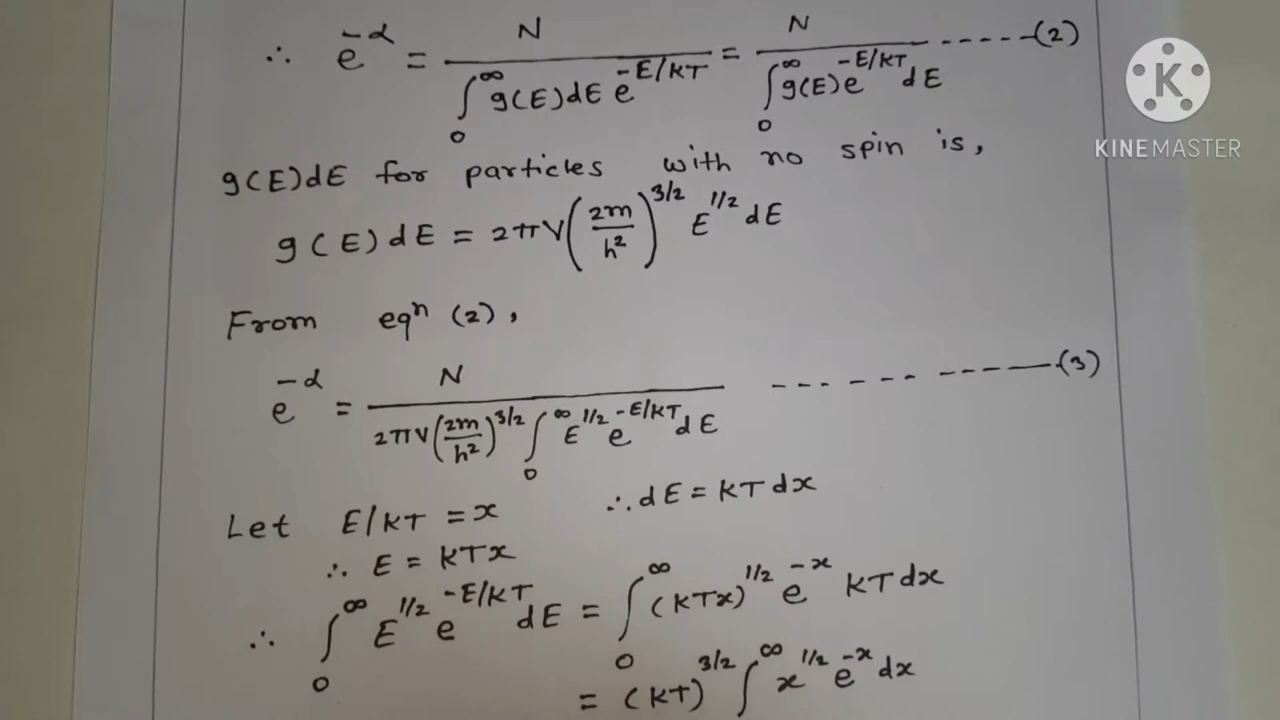 ∴ e^{-α} = N / ∫₀^∞ g(E)dE e^{-E/kT} = N / ∫₀^∞ g(E)e^{-E/kT} dE -----(2)
K
KINEMASTER
g(E)dE for particles with no spin is,
g(E)dE = 2πV(2m/h²)^{3/2} E^{1/2} dE
From eqⁿ (2),
e^{-α} = N / 2πV(2m/h²)^{3/2} ∫₀^∞ E^{1/2} e^{-E/kT} dE ---------(3)
Let E/kT = x ∴ dE = kT dx
∴ E = kTx
∴ ∫₀^∞ E^{1/2} e^{-E/kT} dE = ∫₀^∞ (kTx)^{1/2} e^{-x} kT dx
= (kT)^{3/2} ∫^∞ x^{1/2} e^{-x} dx